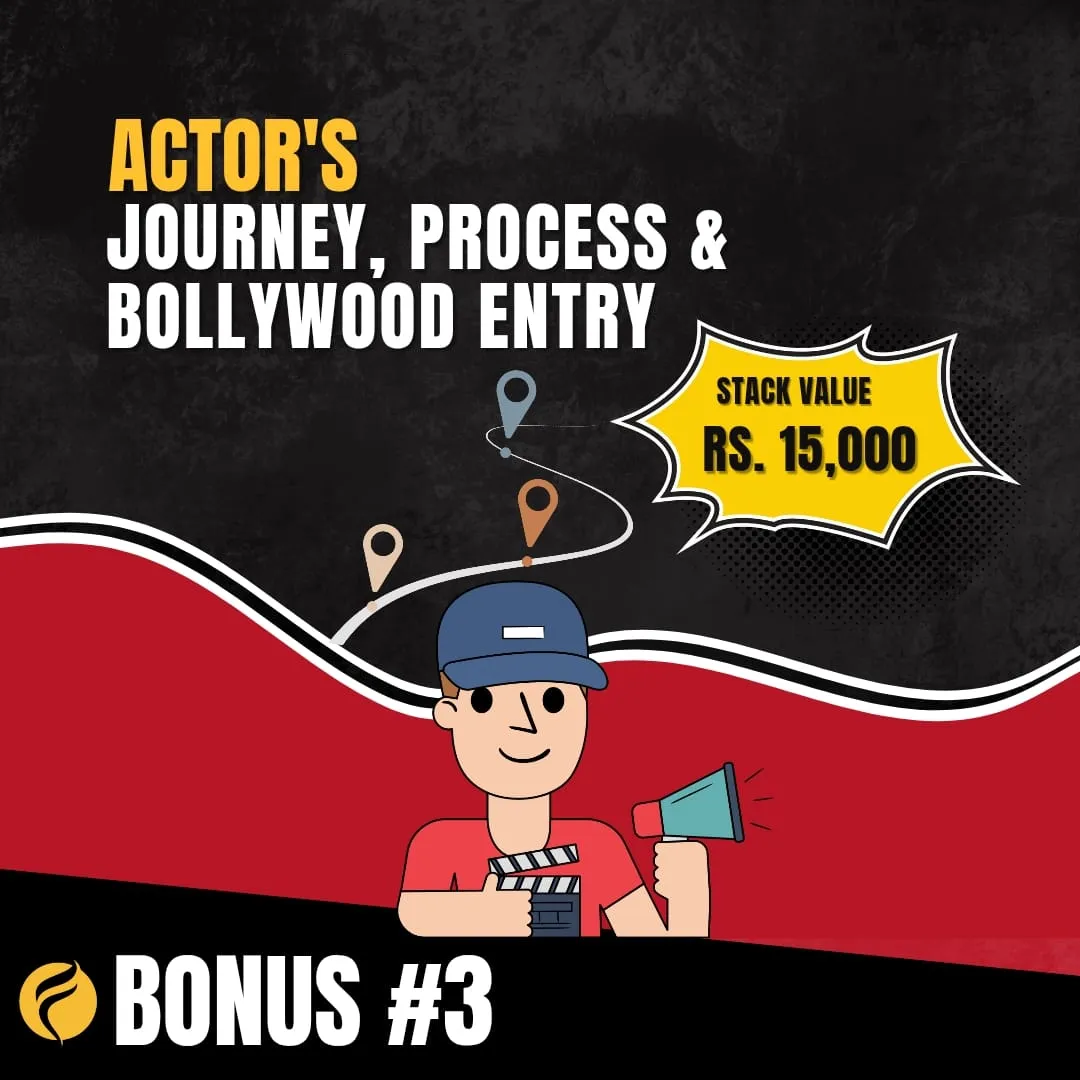 ACTOR'S
JOURNEY, PROCESS &
BOLLYWOOD ENTRY
STACK VALUE
RS. 15,000
BONUS #3